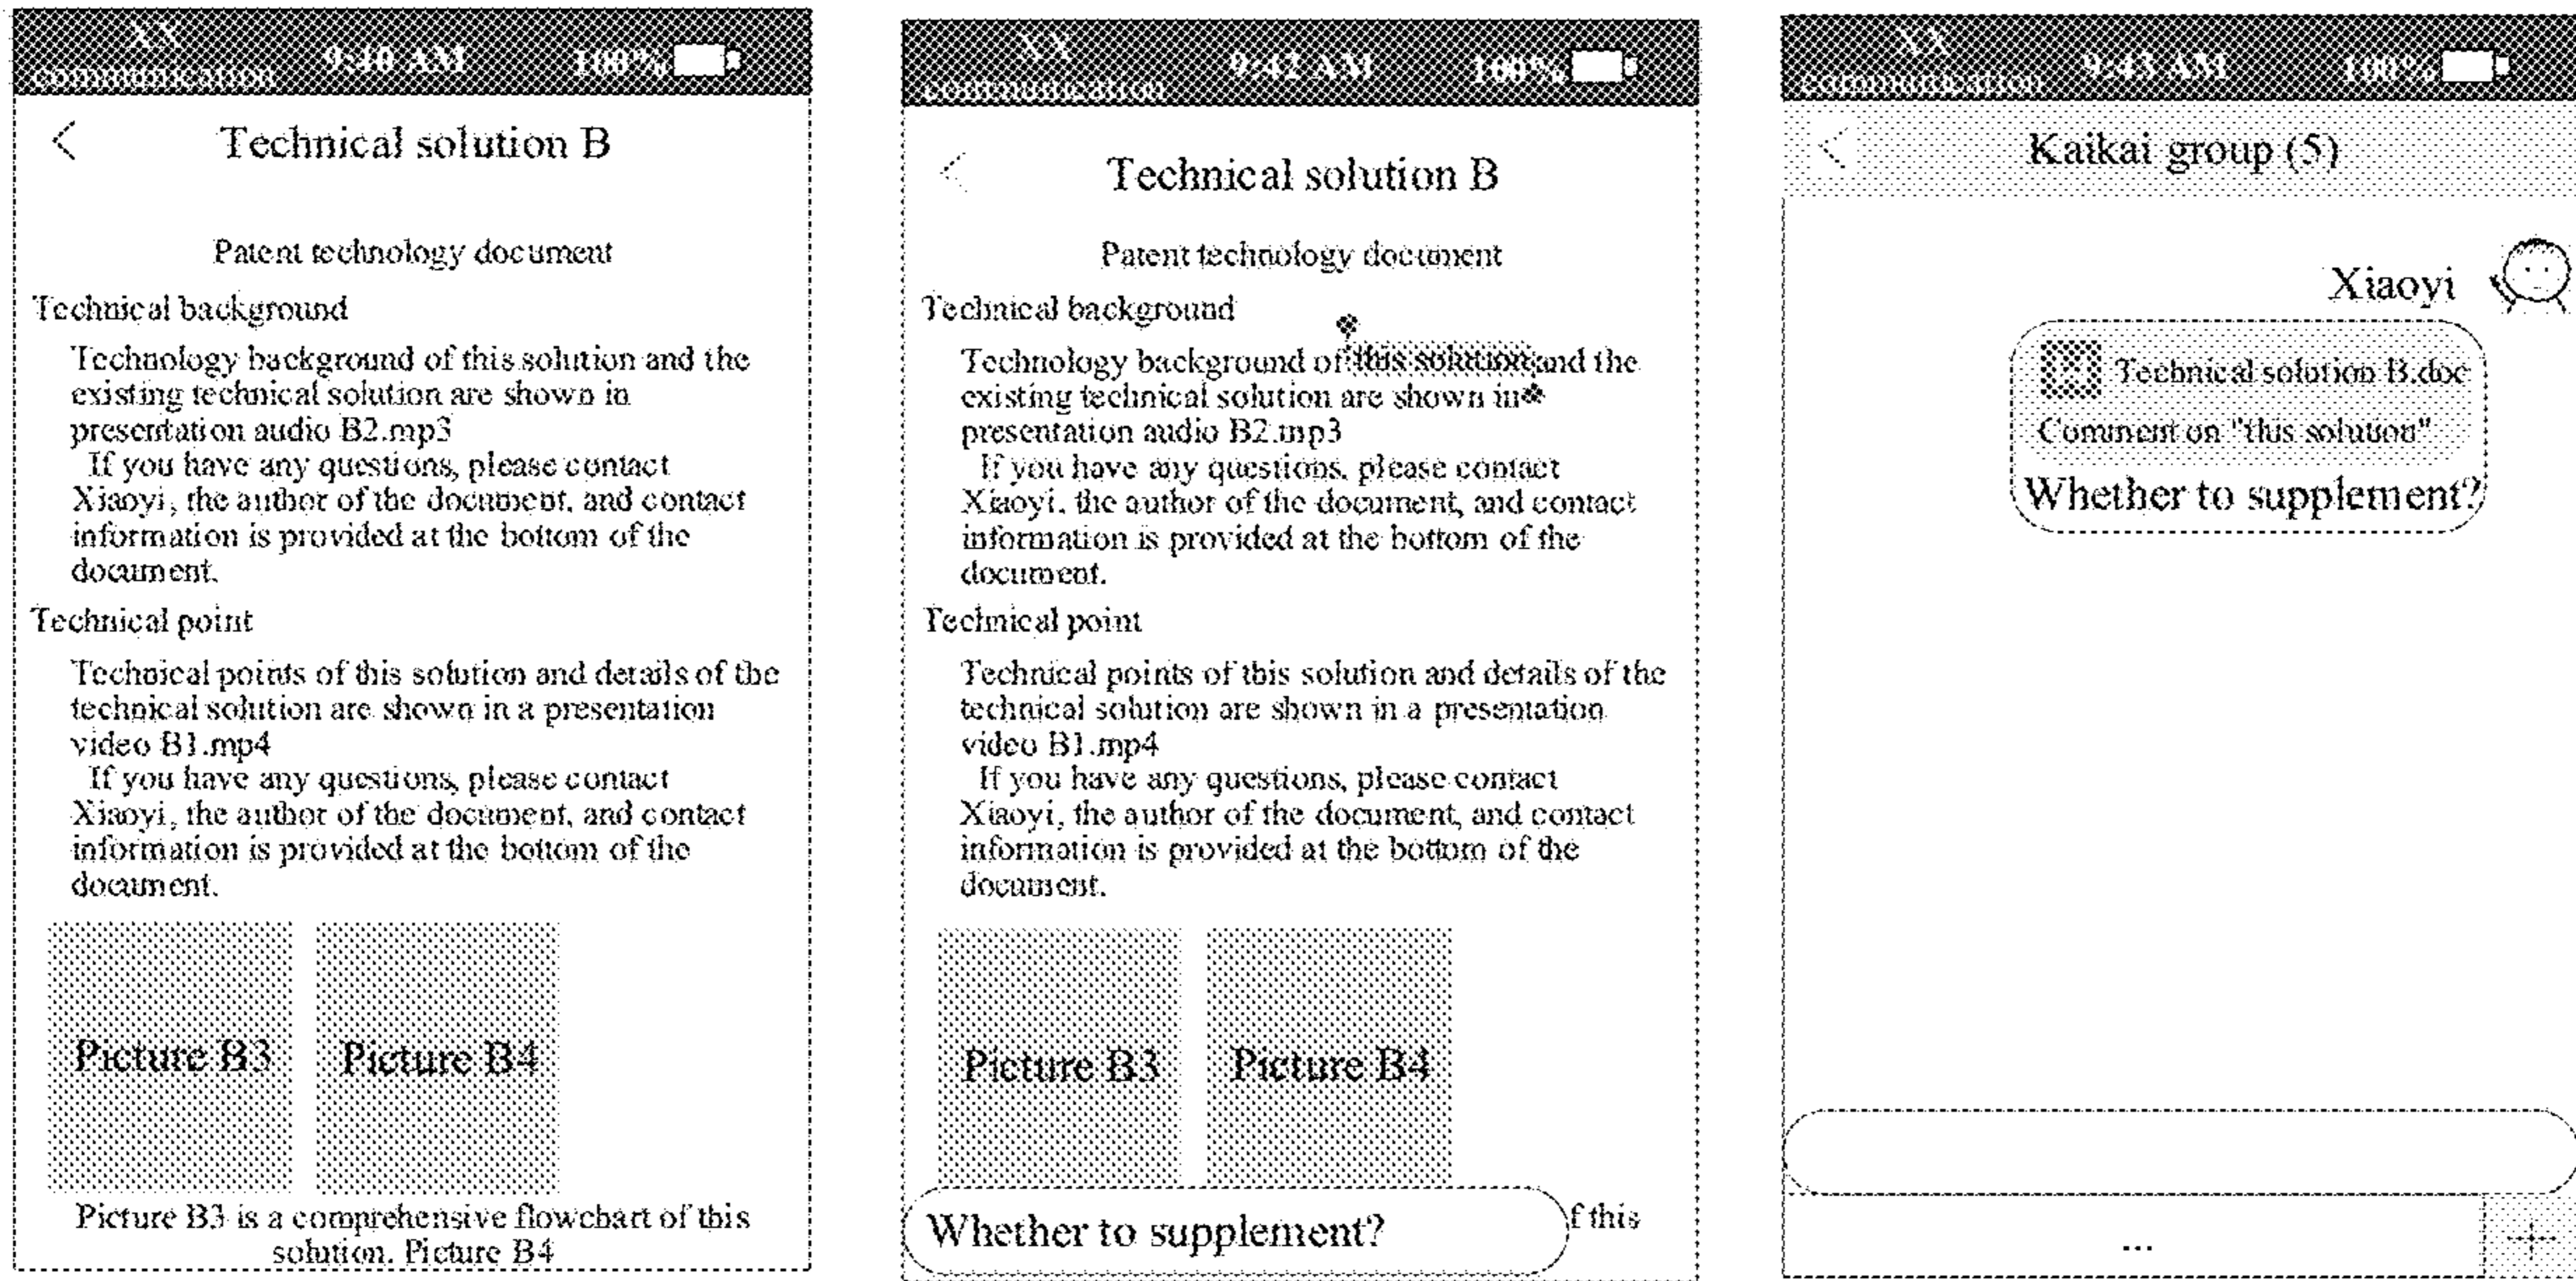 XX
communication 9:40 AM 100%
Technical solution B
Patent technology document
Technical background
Technology background of this solution and the
existing technical solution are shown in
presentation audio B2.mp3
If you have any questions, please contact
Xiaoyi, the author of the document, and contact
information is provided at the bottom of the
document.
Technical point
Technical points of this solution and details of the
technical solution are shown in a presentation
video B1.mp4
If you have any questions, please contact
Xiaoyi, the author of the document, and contact
information is provided at the bottom of the
document.
Picture B3 Picture B4
Picture B3 is a comprehensive flowchart of this
solution. Picture B4
XX
communication 9:42 AM 100%
Technical solution B
Patent technology document
Technical background
Technology background of this solution and the
existing technical solution are shown in
presentation audio B2.mp3
If you have any questions, please contact
Xiaoyi, the author of the document, and contact
information is provided at the bottom of the
document.
Technical point
Technical points of this solution and details of the
technical solution are shown in a presentation
video B1.mp4
If you have any questions, please contact
Xiaoyi, the author of the document, and contact
information is provided at the bottom of the
document.
Picture B3 Picture B4
Whether to supplement? f this
XX
communication 9:43 AM 100%
Kaikai group (5)
Xiaoyi
Technical solution B.doc
Comment on "this solution"
Whether to supplement?
...